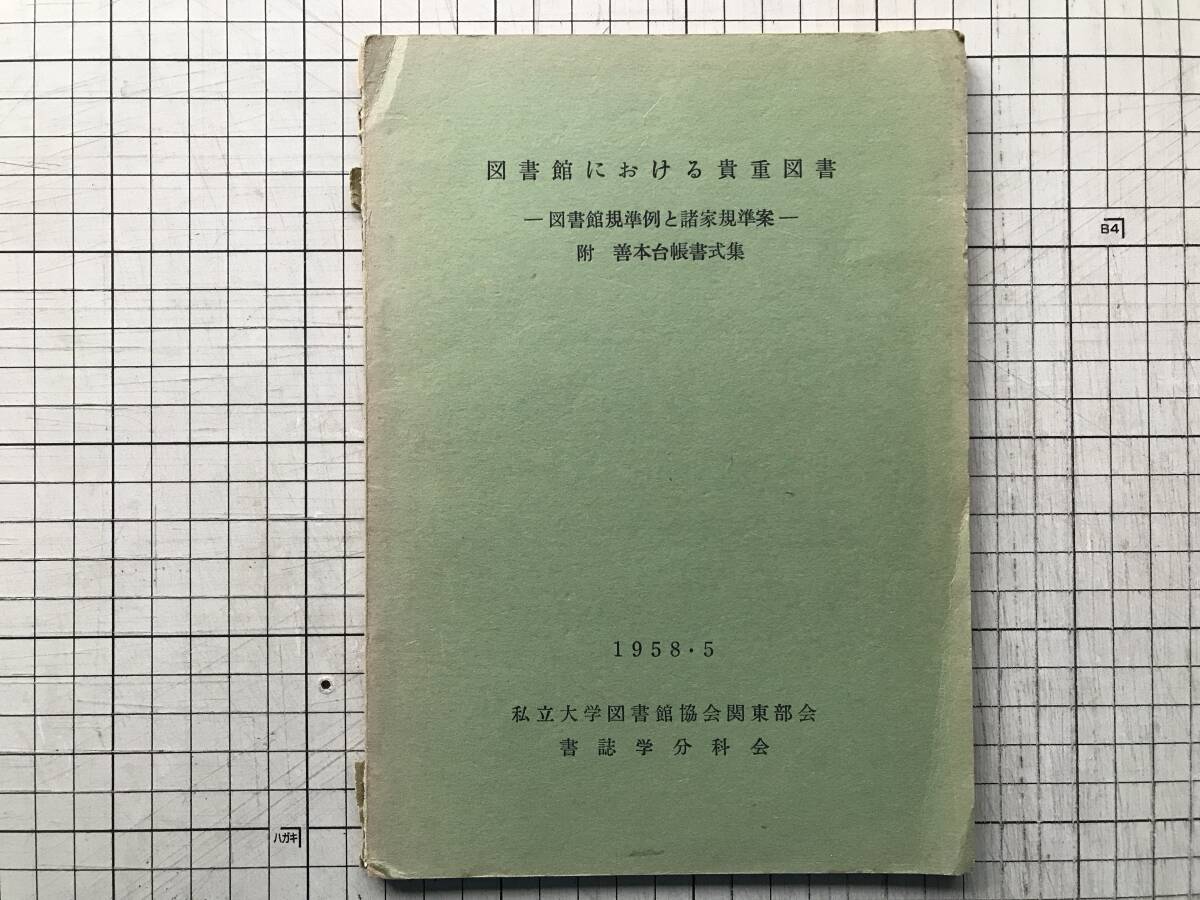 図書館における貴重図書
―図書館規準例と諸家規準案―
附 善本台帳書式集
1958・5
私立大学図書館協会関東部会
書誌学分科会
B4
ハガキ